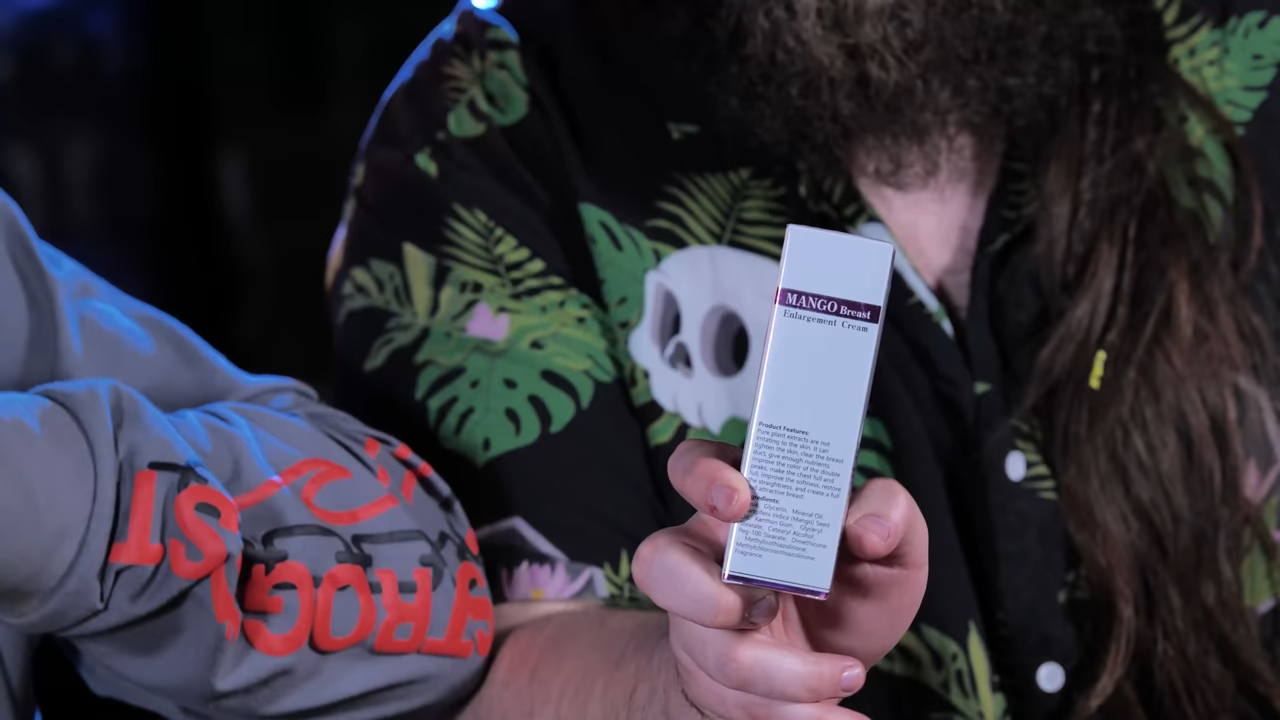 MANGO Breast
Enlargement Cream
Product Features:
Pure plant extracts are not
irritating to the skin. It can
tighten the skin, clear the breast
duct, give enough nutrients,
improve the color of the double
peaks, make the chest full and
full, improve the softness, restore
the straightness, and create a full
attractive breast.
Glycerin, Mineral Oil,
Indica (Mango) Seed
Xanthan Gum, Glyceryl
Stearate, Cetearyl Alcohol,
Peg-100 Stearate, Dimethicone,
Methylisothiazolinone,
Methylchloroisothiazolinone,
Fragrance.